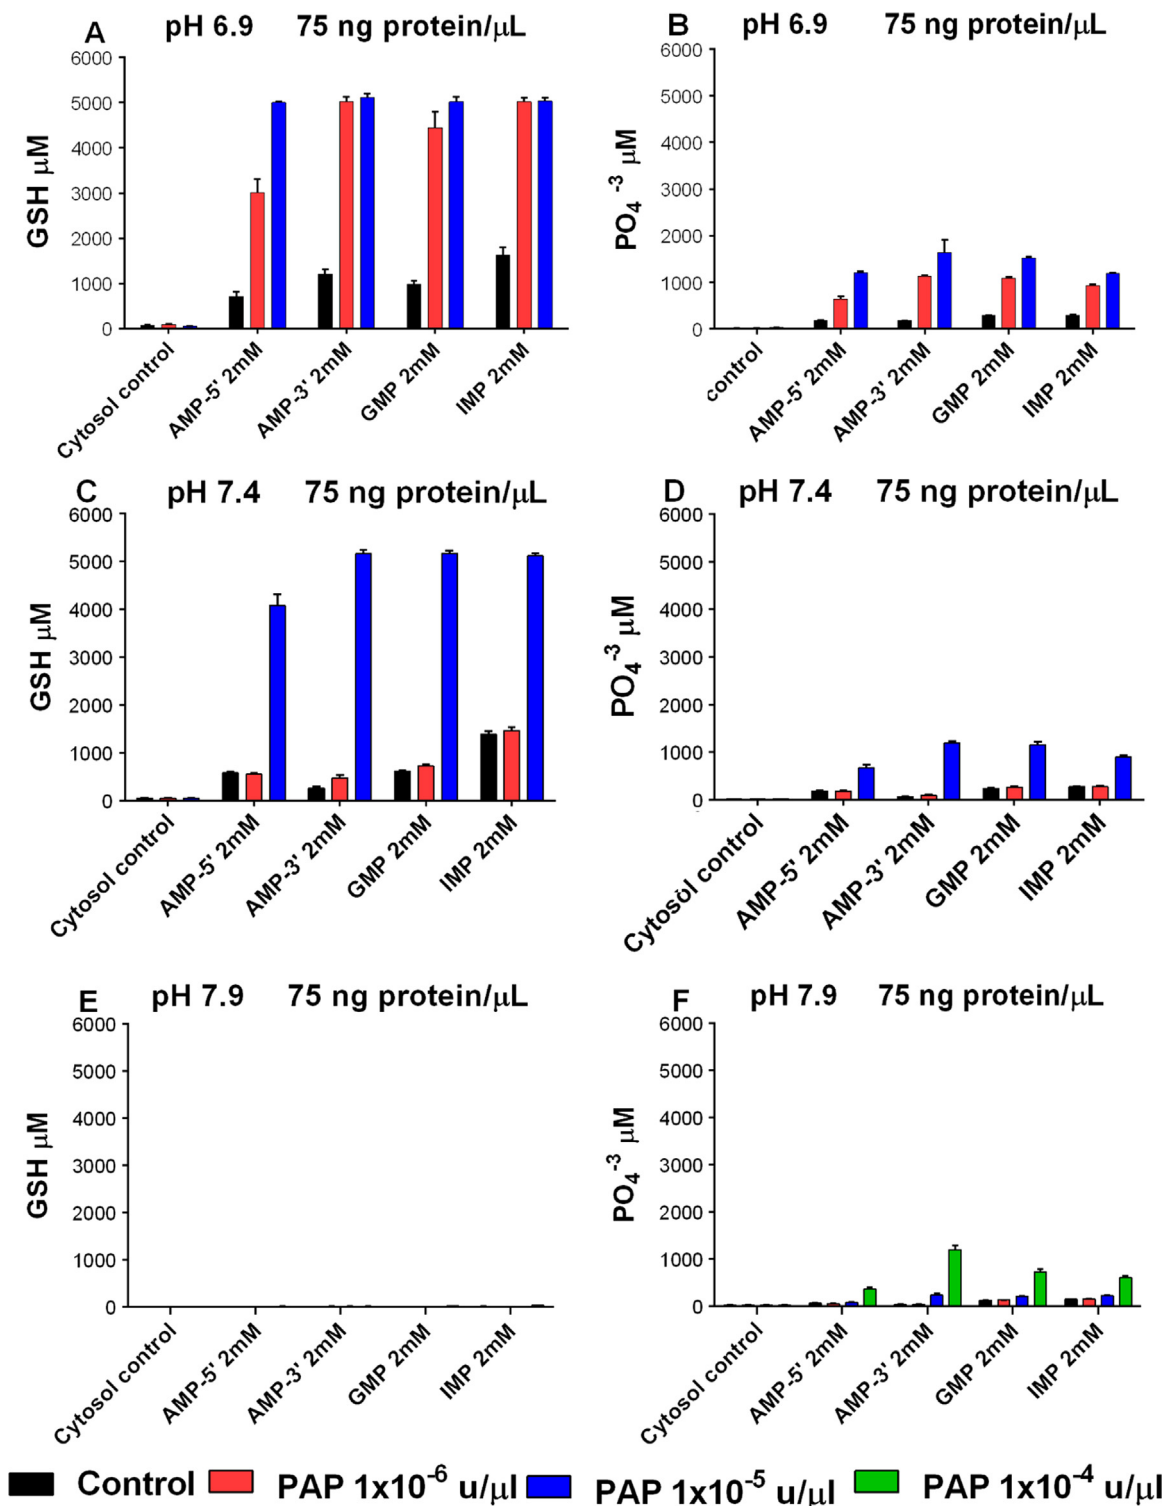 A pH 6.9 75 ng protein/μL
GSH μM
6000
5000
4000
3000
2000
1000
0
Cytosol control
AMP-5' 2mM
AMP-3' 2mM
GMP 2mM
IMP 2mM
B pH 6.9 75 ng protein/μL
PO₄⁻³ μM
6000
5000
4000
3000
2000
1000
0
control
AMP-5' 2mM
AMP-3' 2mM
GMP 2mM
IMP 2mM
C pH 7.4 75 ng protein/μL
GSH μM
6000
5000
4000
3000
2000
1000
0
Cytosol control
AMP-5' 2mM
AMP-3' 2mM
GMP 2mM
IMP 2mM
D pH 7.4 75 ng protein/μL
PO₄⁻³ μM
6000
5000
4000
3000
2000
1000
0
Cytosol control
AMP-5' 2mM
AMP-3' 2mM
GMP 2mM
IMP 2mM
E pH 7.9 75 ng protein/μL
GSH μM
6000
5000
4000
3000
2000
1000
0
Cytosol control
AMP-5' 2mM
AMP-3' 2mM
GMP 2mM
IMP 2mM
F pH 7.9 75 ng protein/μL
PO₄⁻³ μM
6000
5000
4000
3000
2000
1000
0
Cytosol control
AMP-5' 2mM
AMP-3' 2mM
GMP 2mM
IMP 2mM
Control PAP 1x10⁻⁶ u/μl PAP 1x10⁻⁵ u/μl PAP 1x10⁻⁴ u/μl